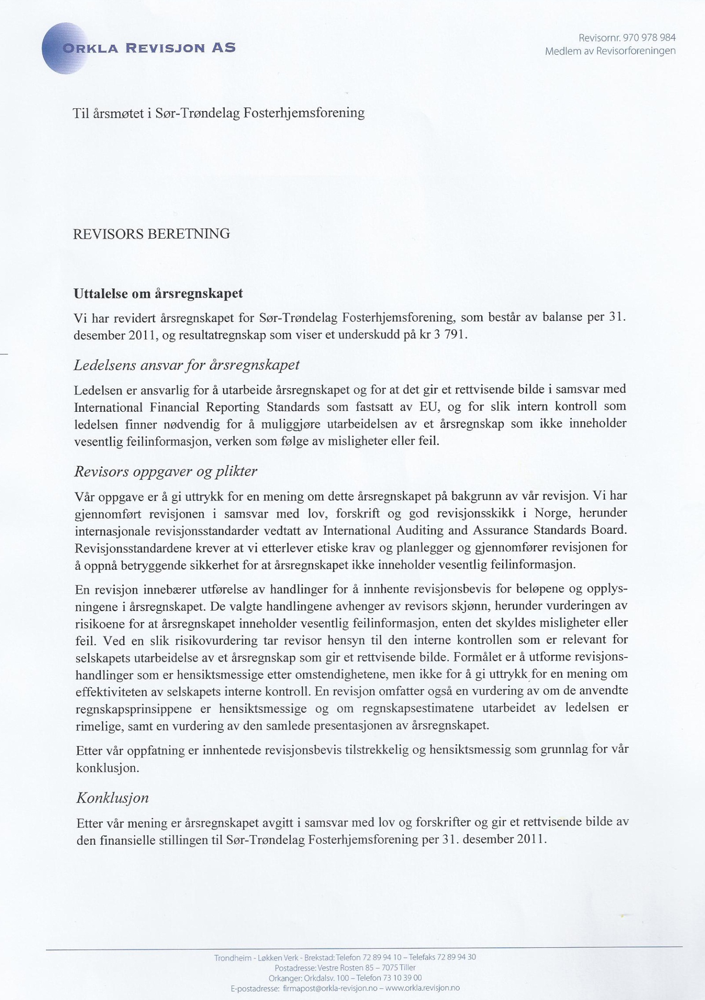 ORKLA REVISJON AS
Revisornr. 970 978 984
Medlem av Revisorforeningen
Til årsmøtet i Sør-Trøndelag Fosterhjemsforening
REVISORS BERETNING
Uttalelse om årsregnskapet
Vi har revidert årsregnskapet for Sør-Trøndelag Fosterhjemsforening, som består av balanse per 31.
desember 2011, og resultatregnskap som viser et underskudd på kr 3 791.
Ledelsens ansvar for årsregnskapet
Ledelsen er ansvarlig for å utarbeide årsregnskapet og for at det gir et rettvisende bilde i samsvar med
International Financial Reporting Standards som fastsatt av EU, og for slik intern kontroll som
ledelsen finner nødvendig for å muliggjøre utarbeidelsen av et årsregnskap som ikke inneholder
vesentlig feilinformasjon, verken som følge av misligheter eller feil.
Revisors oppgaver og plikter
Vår oppgave er å gi uttrykk for en mening om dette årsregnskapet på bakgrunn av vår revisjon. Vi har
gjennomført revisjonen i samsvar med lov, forskrift og god revisjonsskikk i Norge, herunder
internasjonale revisjonsstandarder vedtatt av International Auditing and Assurance Standards Board.
Revisjonsstandardene krever at vi etterlever etiske krav og planlegger og gjennomfører revisjonen for
å oppnå betryggende sikkerhet for at årsregnskapet ikke inneholder vesentlig feilinformasjon.
En revisjon innebærer utførelse av handlinger for å innhente revisjonsbevis for beløpene og opplys-
ningene i årsregnskapet. De valgte handlingene avhenger av revisors skjønn, herunder vurderingen av
risikoene for at årsregnskapet inneholder vesentlig feilinformasjon, enten det skyldes misligheter eller
feil. Ved en slik risikovurdering tar revisor hensyn til den interne kontrollen som er relevant for
selskapets utarbeidelse av et årsregnskap som gir et rettvisende bilde. Formålet er å utforme revisjons-
handlinger som er hensiktsmessige etter omstendighetene, men ikke for å gi uttrykk for en mening om
effektiviteten av selskapets interne kontroll. En revisjon omfatter også en vurdering av om de anvendte
regnskapsprinsippene er hensiktsmessige og om regnskapsestimatene utarbeidet av ledelsen er
rimelige, samt en vurdering av den samlede presentasjonen av årsregnskapet.
Etter vår oppfatning er innhentede revisjonsbevis tilstrekkelig og hensiktsmessig som grunnlag for vår
konklusjon.
Konklusjon
Etter vår mening er årsregnskapet avgitt i samsvar med lov og forskrifter og gir et rettvisende bilde av
den finansielle stillingen til Sør-Trøndelag Fosterhjemsforening per 31. desember 2011.
Trondheim - Løkken Verk - Brekstad: Telefon 72 89 94 10 – Telefaks 72 89 94 30
Postadresse: Vestre Rosten 85 – 7075 Tiller
Orkanger: Orkdalsv. 100 – Telefon 73 10 39 00
E-postadresse: firmapost@orkla-revisjon.no – www.orkla.revisjon.no